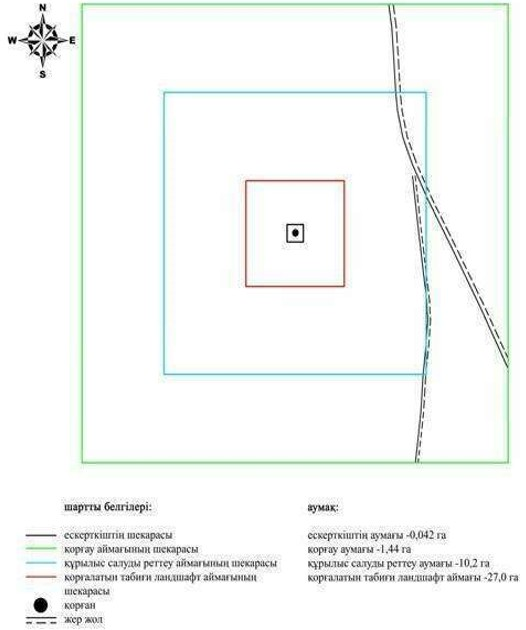 N
W E
S
шартты белгілері: аумақ:
ескерткіштің шекарасы ескерткіштің аумағы -0,042 га
қорғау аймағының шекарасы қорғау аумағы -1,44 га
құрылыс салуды реттеу аймағының шекарасы құрылыс салуды реттеу аумағы -10,2 га
қорғалатын табиғи ландшафт аймағының қорғалатын табиғи ландшафт аймағы -27,0 га
шекарасы
қорған
жер жол